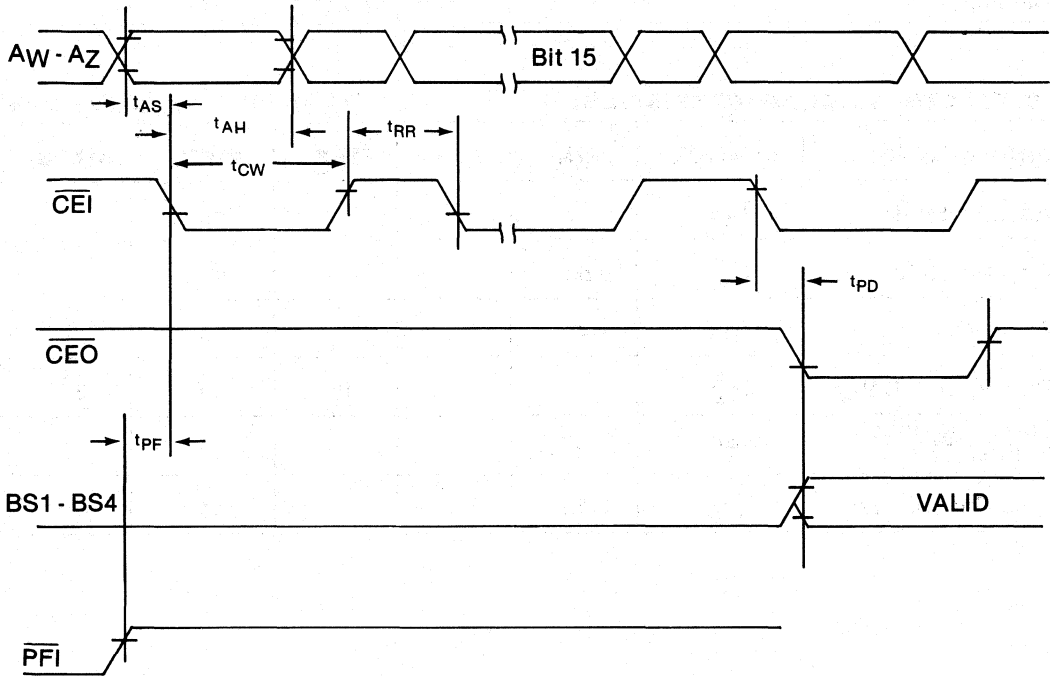 AW - AZ
Bit 15
tAS
tAH
tRR
tCW
CEI
tPD
CEO
tPF
BS1 - BS4
VALID
PFI